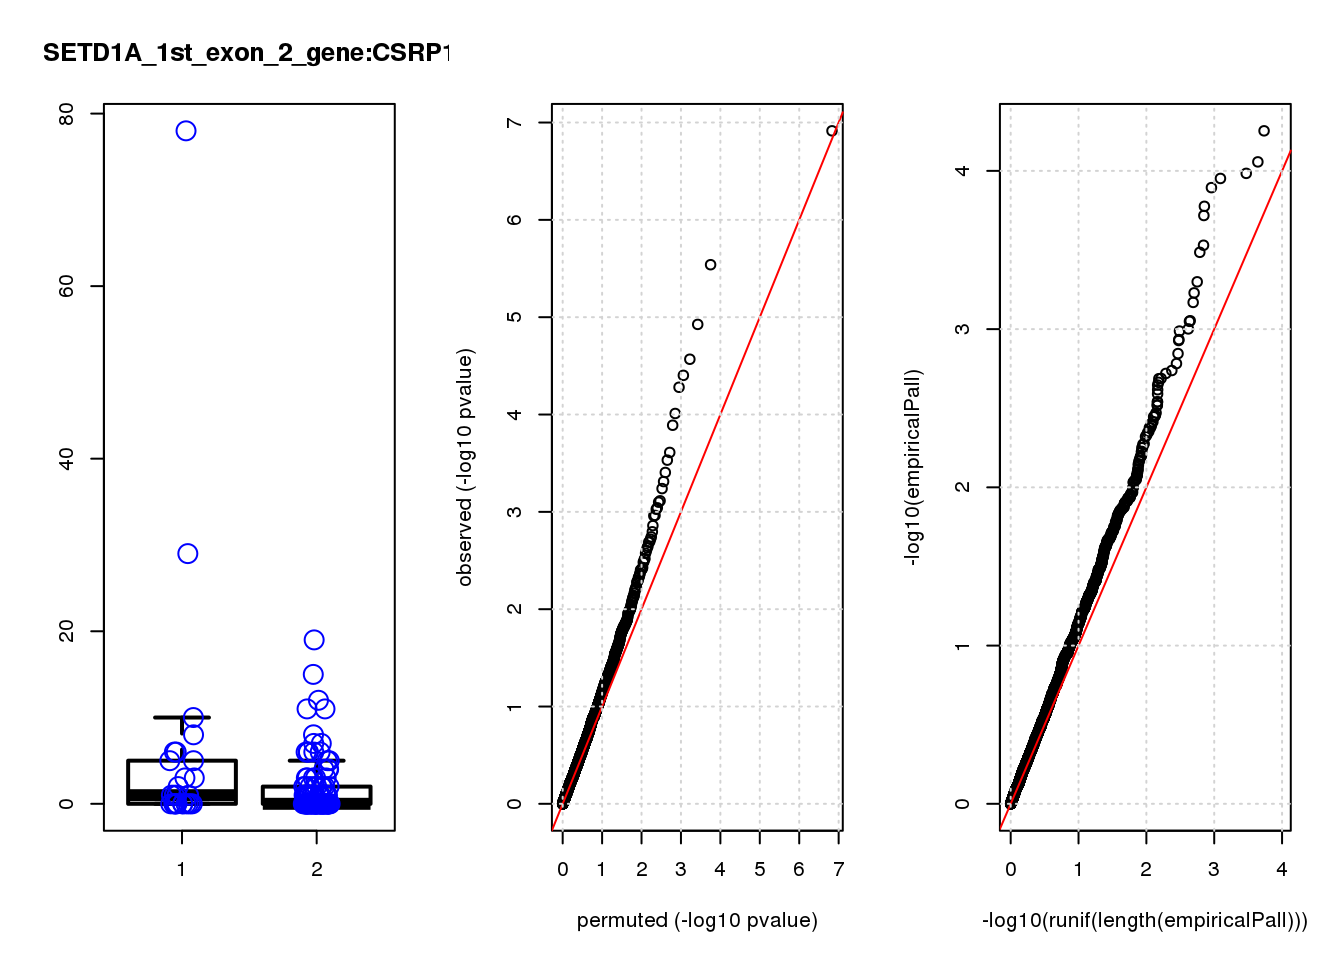 SETD1A_1st_exon_2_gene:CSRP1
80
60
40
20
0
1 2
observed (-log10 pvalue)
7
6
5
4
3
2
1
0
0 1 2 3 4 5 6 7
permuted (-log10 pvalue)
-log10(empiricalPall)
4
3
2
1
0
0 1 2 3 4
-log10(runif(length(empiricalPall)))